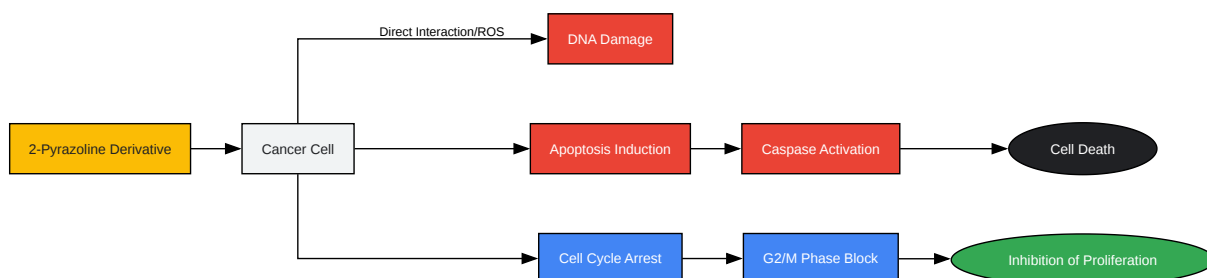 Direct Interaction/ROS
DNA Damage
2-Pyrazoline Derivative
Cancer Cell
Apoptosis Induction
Caspase Activation
Cell Death
Cell Cycle Arrest
G2/M Phase Block
Inhibition of Proliferation